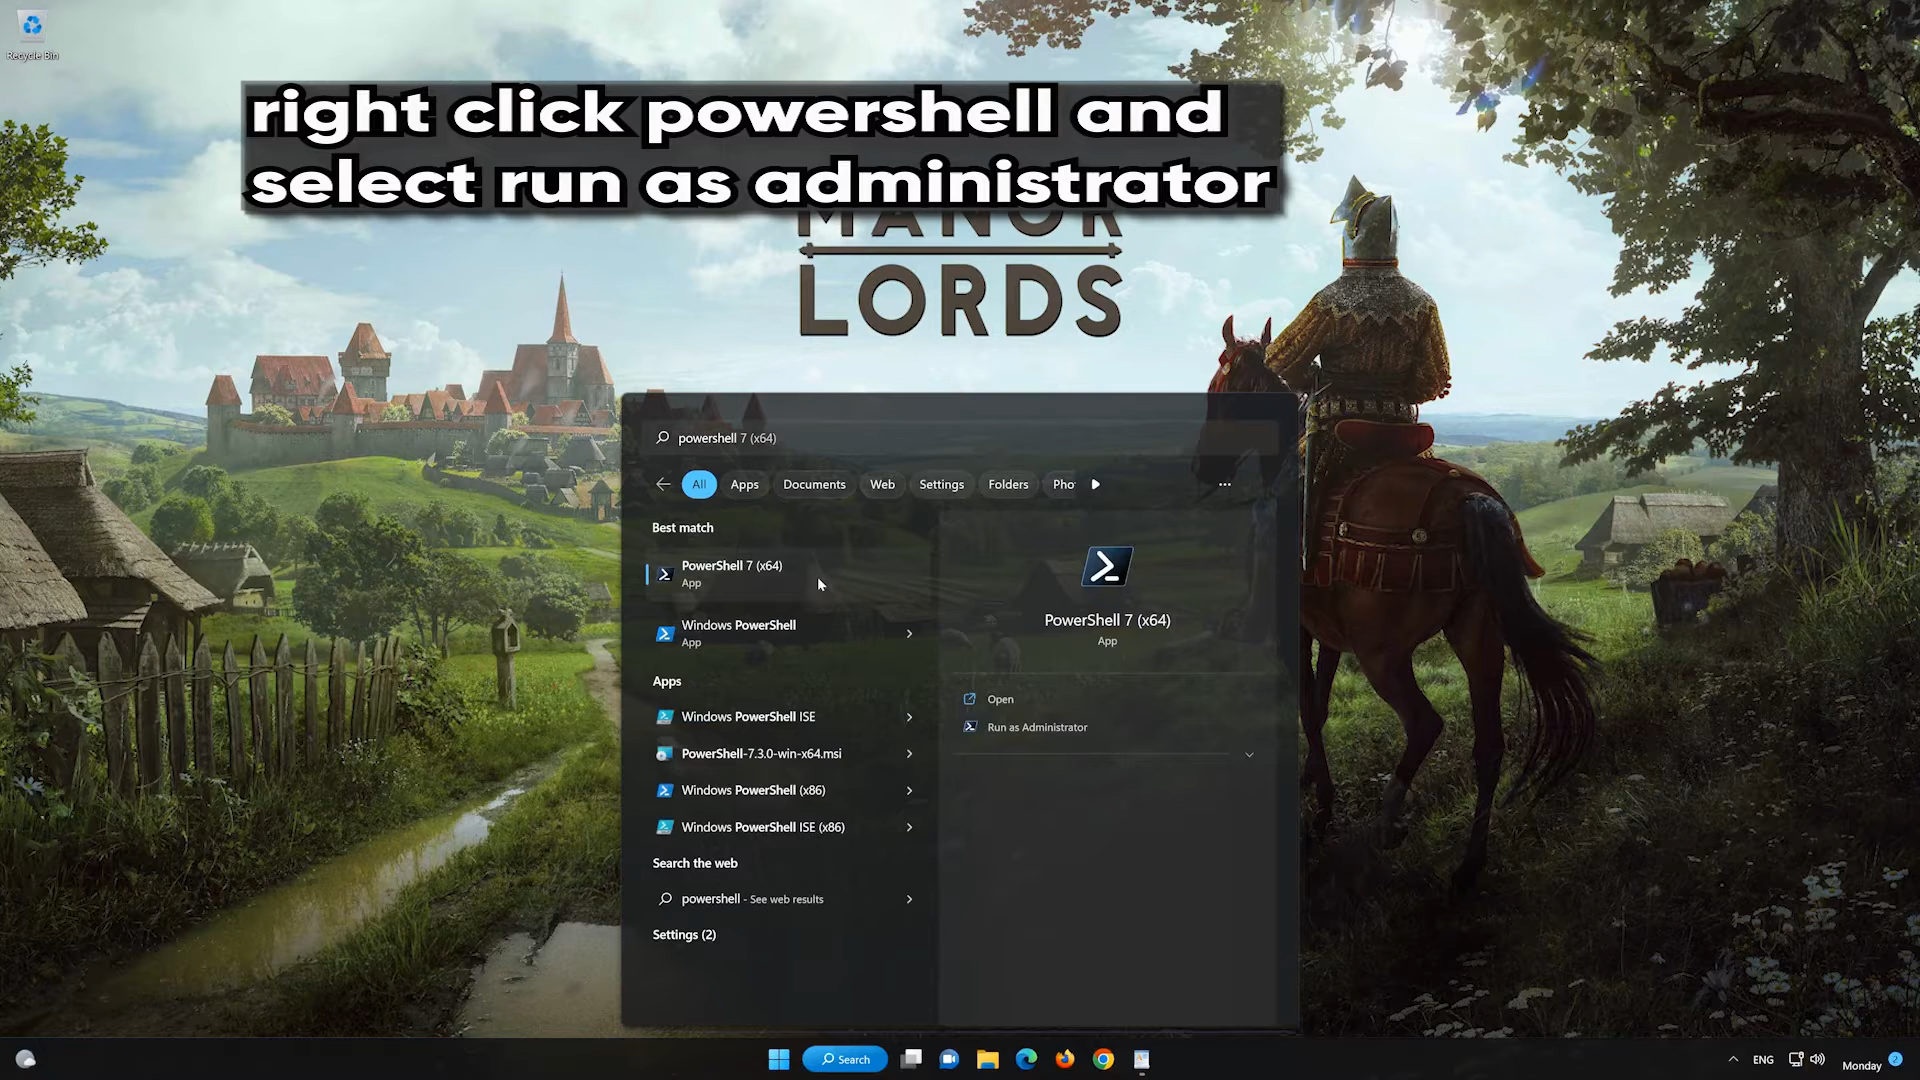 Recycle Bin
right click powershell and
select run as administrator
MANOR
LORDS
powershell 7 (x64)
All Apps Documents Web Settings Folders Pho
Best match
PowerShell 7 (x64)
App
Windows PowerShell
App
Apps
Windows PowerShell ISE
PowerShell-7.3.0-win-x64.msi
Windows PowerShell (x86)
Windows PowerShell ISE (x86)
Search the web
powershell - See web results
Settings (2)
PowerShell 7 (x64)
App
Open
Run as Administrator
Search
ENG
Monday
2